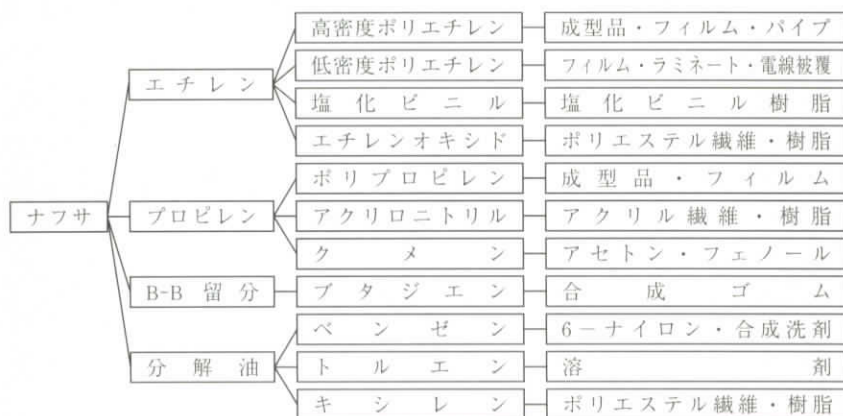 高密度ポリエチレン 成型品・フィルム・パイプ
低密度ポリエチレン フィルム・ラミネート・電線被覆
エチレン
塩化ビニル 塩化ビニル樹脂
エチレンオキシド ポリエステル繊維・樹脂
ポリプロピレン 成型品・フィルム
ナフサ プロピレン アクリロニトリル アクリル繊維・樹脂
クメン アセトン・フェノール
B-B留分 ブタジエン 合成ゴム
ベンゼン 6-ナイロン・合成洗剤
分解油 トルエン 溶剤
キシレン ポリエステル繊維・樹脂